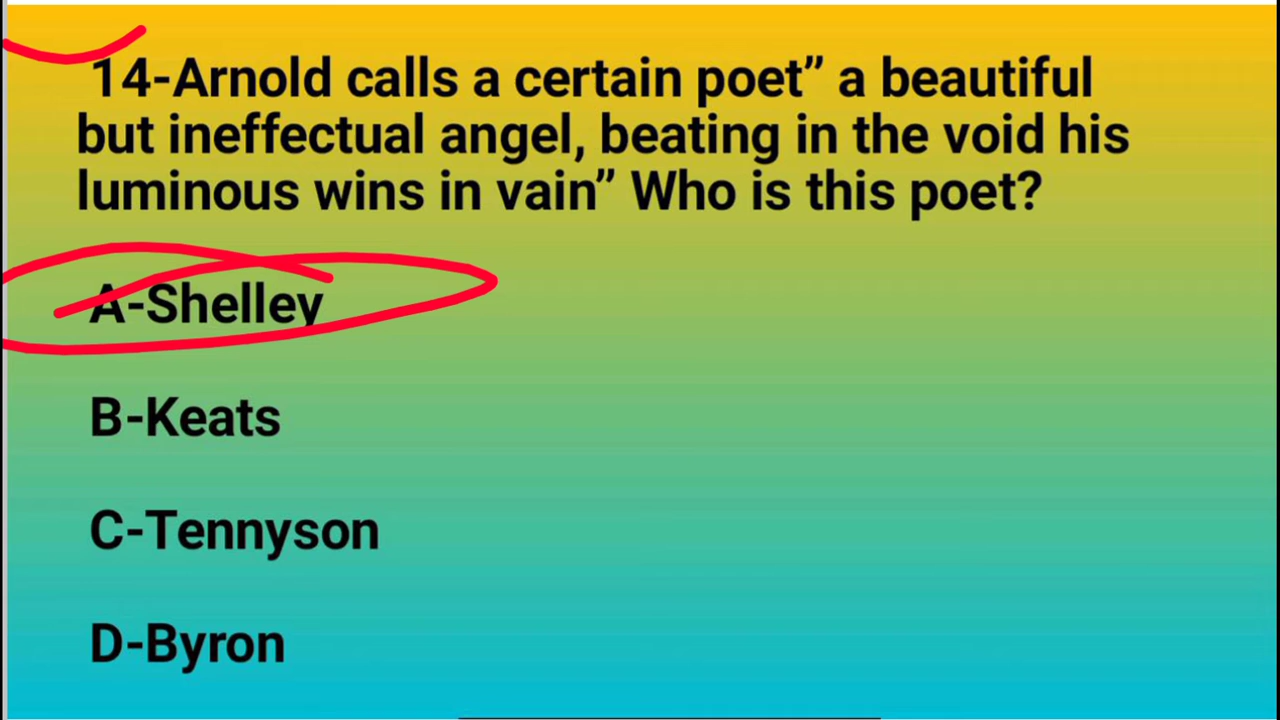 14-Arnold calls a certain poet” a beautiful
but ineffectual angel, beating in the void his
luminous wins in vain” Who is this poet?
A-Shelley
B-Keats
C-Tennyson
D-Byron